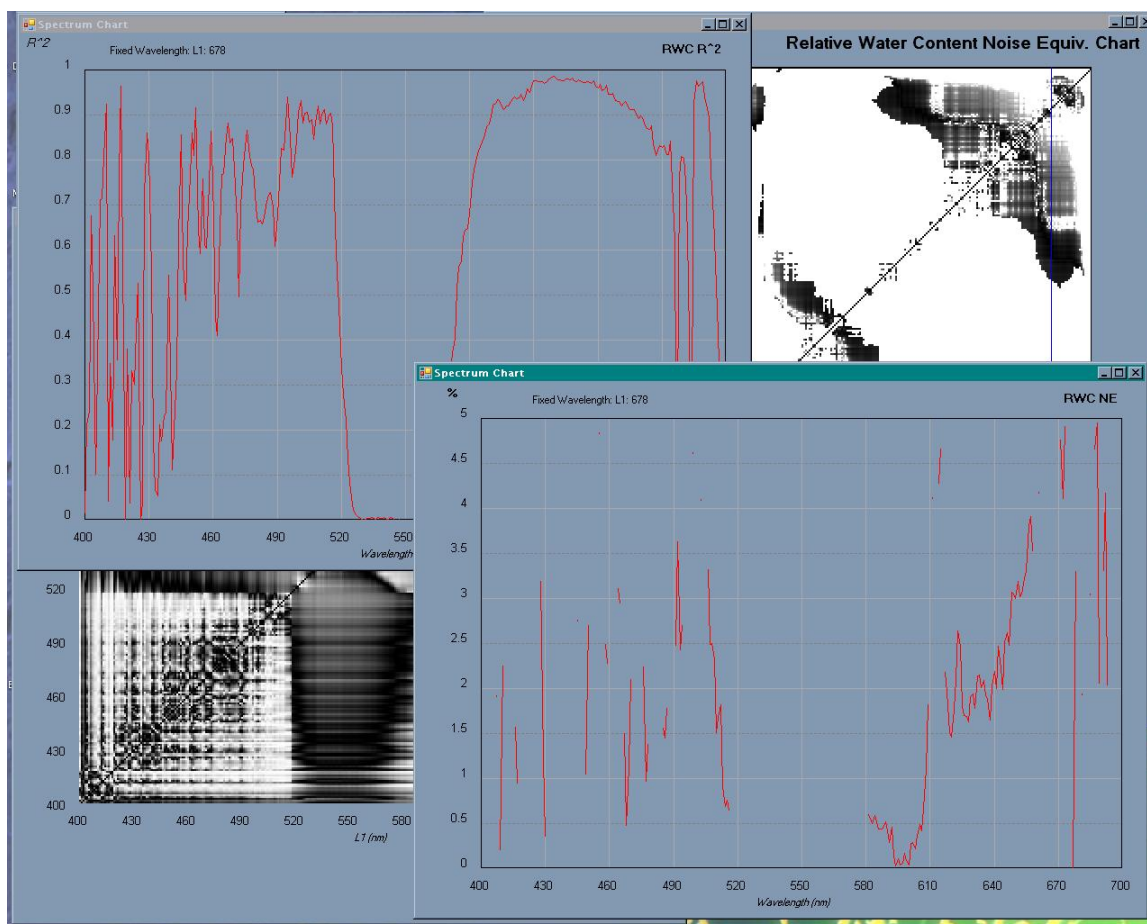 Spectrum Chart
R^2
Fixed Wavelength: L1: 678
RWC R^2
1
0.9
0.8
0.7
0.6
0.5
0.4
0.3
0.2
0.1
0
400 430 460 490 520 550
Wavelength
Relative Water Content Noise Equiv. Chart
520
490
460
430
400
400 430 460 490 520 550 580
L1 (nm)
Spectrum Chart
%
Fixed Wavelength: L1: 678
RWC NE
5
4.5
4
3.5
3
2.5
2
1.5
1
0.5
0
400 430 460 490 520 550 580 610 640 670 700
Wavelength (nm)